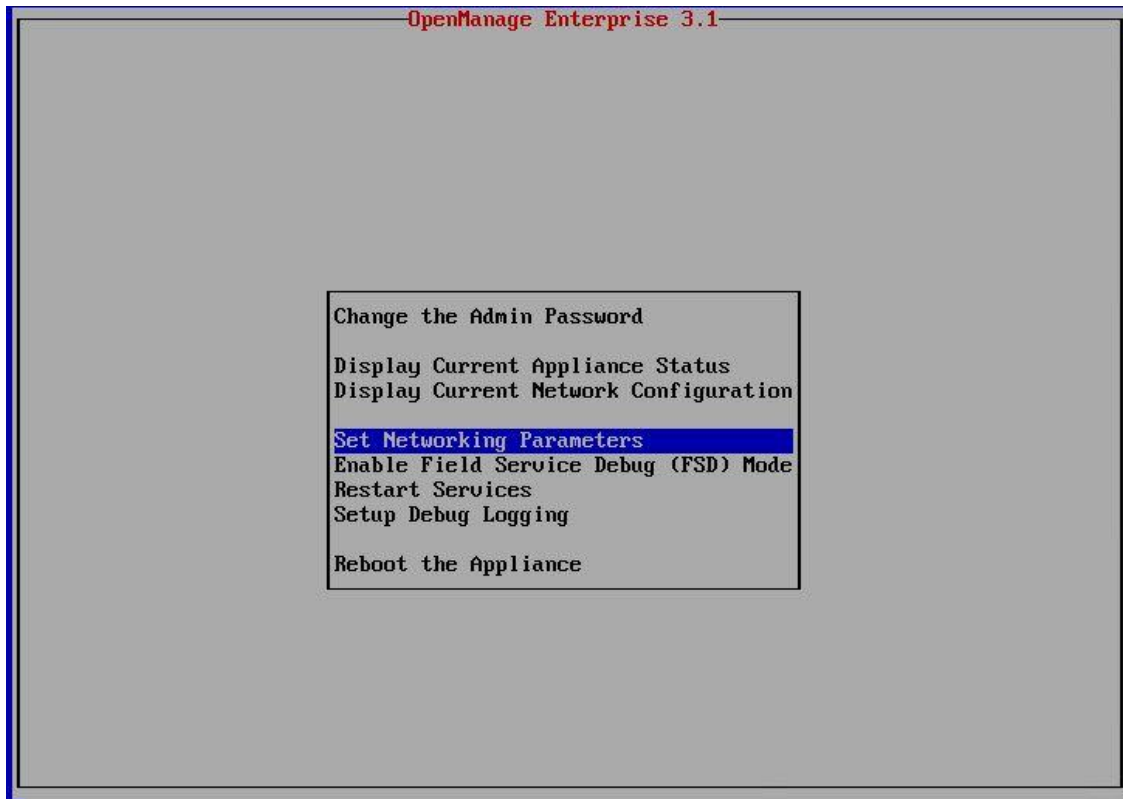 OpenManage Enterprise 3.1
Change the Admin Password
Display Current Appliance Status
Display Current Network Configuration
Set Networking Parameters
Enable Field Service Debug (FSD) Mode
Restart Services
Setup Debug Logging
Reboot the Appliance